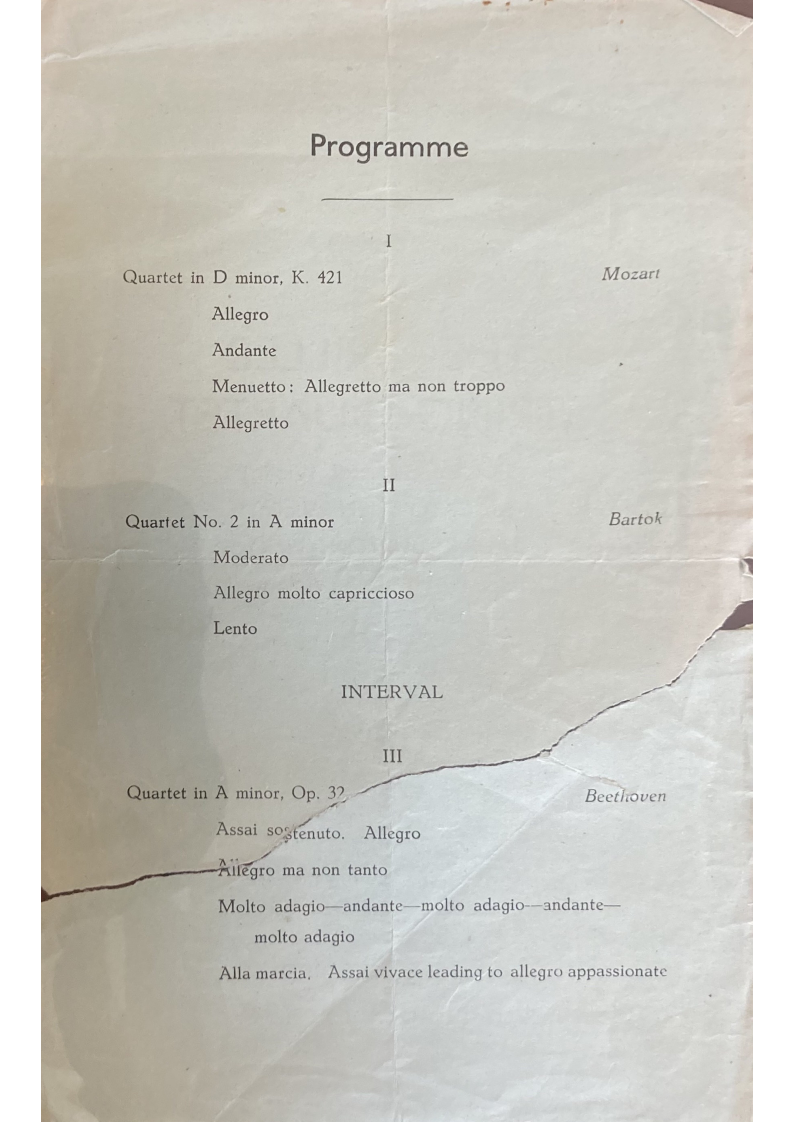 Programme
I
Quartet in D minor, K. 421 Mozart
Allegro
Andante
Menuetto: Allegretto ma non troppo
Allegretto
II
Quartet No. 2 in A minor Bartok
Moderato
Allegro molto capriccioso
Lento
INTERVAL
III
Quartet in A minor, Op. 32 Beethoven
Assai sostenuto. Allegro
Allegro ma non tanto
Molto adagio—andante—molto adagio—andante—
molto adagio
Alla marcia. Assai vivace leading to allegro appassionate